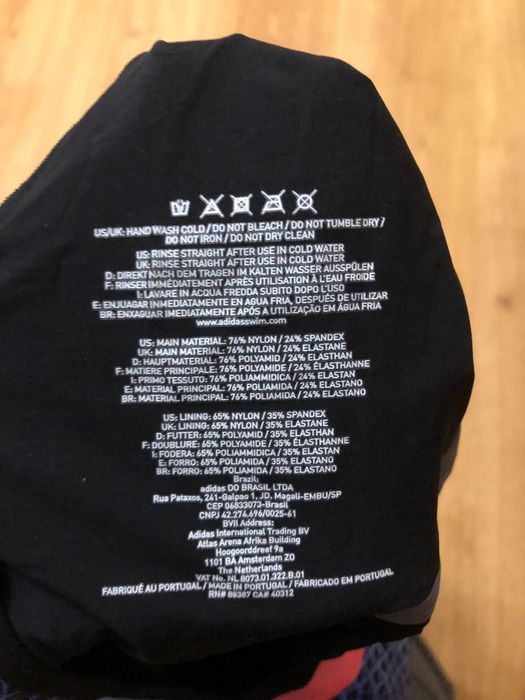 US/UK: HAND WASH COLD / DO NOT BLEACH / DO NOT TUMBLE DRY /
DO NOT IRON / DO NOT DRY CLEAN
US: RINSE STRAIGHT AFTER USE IN COLD WATER
UK: RINSE STRAIGHT AFTER USE IN COLD WATER
D: DIREKT NACH DEM TRAGEN IM KALTEN WASSER AUSSPÜLEN
F: RINSER IMMÉDIATEMENT APRÈS UTILISATION À L'EAU FROIDE
I: LAVARE IN ACQUA FREDDA SUBITO DOPO L'USO
E: ENJUAGAR INMEDIATAMENTE EN AGUA FRIA, DESPUÉS DE UTILIZAR
BR: ENXAGUAR IMEDIATAMENTE APÓS A UTILIZAÇÃO EM ÁGUA FRIA
www.adidasswim.com
US: MAIN MATERIAL: 76% NYLON / 24% SPANDEX
UK: MAIN MATERIAL: 76% NYLON / 24% ELASTANE
D: HAUPTMATERIAL: 76% POLYAMID / 24% ELASTHAN
F: MATIERE PRINCIPALE: 76% POLYAMIDE / 24% ELASTHANNE
I: PRIMO TESSUTO: 76% POLIAMMIDICA / 24% ELASTAN
E: MATERIAL PRINCIPAL: 76% POLIAMIDA / 24% ELASTANO
BR: MATERIAL PRINCIPAL: 76% POLIAMIDA / 24% ELASTANO
US: LINING: 65% NYLON / 35% SPANDEX
UK: LINING: 65% NYLON / 35% ELASTANE
D: FUTTER: 65% POLYAMID / 35% ELASTHAN
F: DOUBLURE: 65% POLYAMIDE / 35% ÉLASTHANNE
I: FODERA: 65% POLIAMMIDICA / 35% ELASTAN
E: FORRO: 65% POLIAMIDA / 35% ELASTANO
BR: FORRO: 65% POLIAMIDA / 35% ELASTANO
Brazil:
adidas DO BRASIL LTDA
Rua Pataxos, 241-Galpao 1, JD. Magali-EMBU/SP
CEP 06833073-Brasil
CNPJ 42.274.696/0025-61
BVII Address:
Adidas International Trading BV
Atlas Arena Afrika Building
Hoogoorddreef 9a
1101 BA Amsterdam ZO
The Netherlands
VAT No. NL 8073.01.322.B.01
FABRIQUÉ AU PORTUGAL / MADE IN PORTUGAL / FABRICADO EM PORTUGAL
RN# 88387 CA# 40312